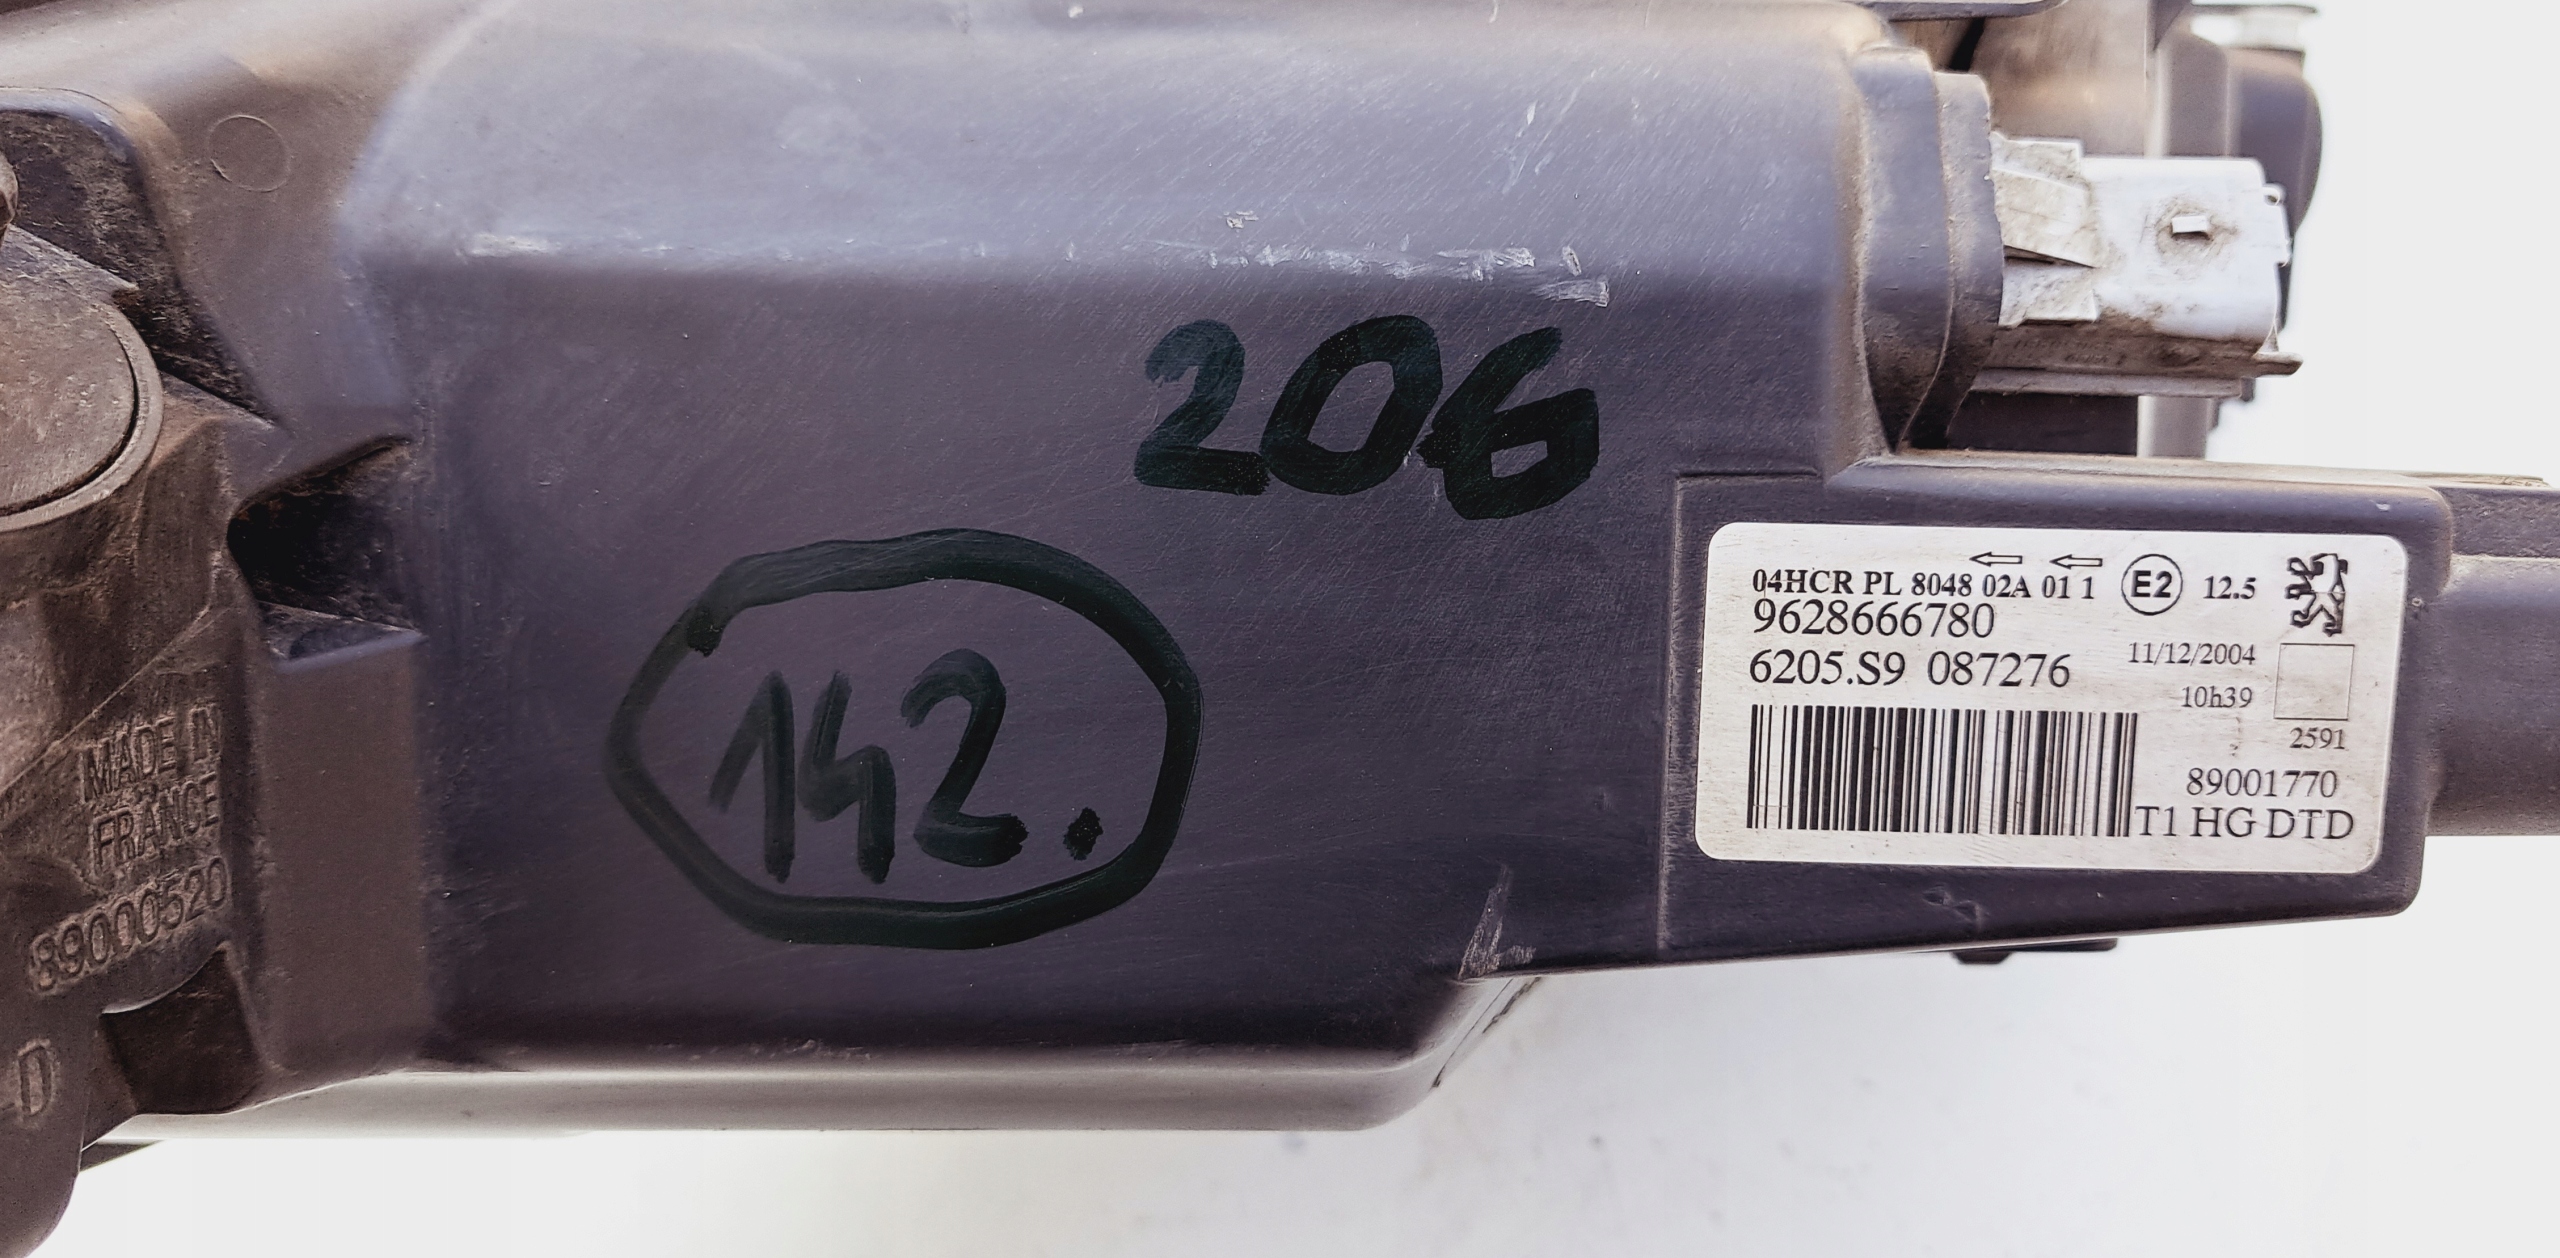 206
142.
04HCR PL 8048 02A 01 1 E2 12.5
9628666780
6205.S9 087276
11/12/2004
10h39
2591
89001770
T1 HG DTD
MADE IN
FRANCE
89000520
D